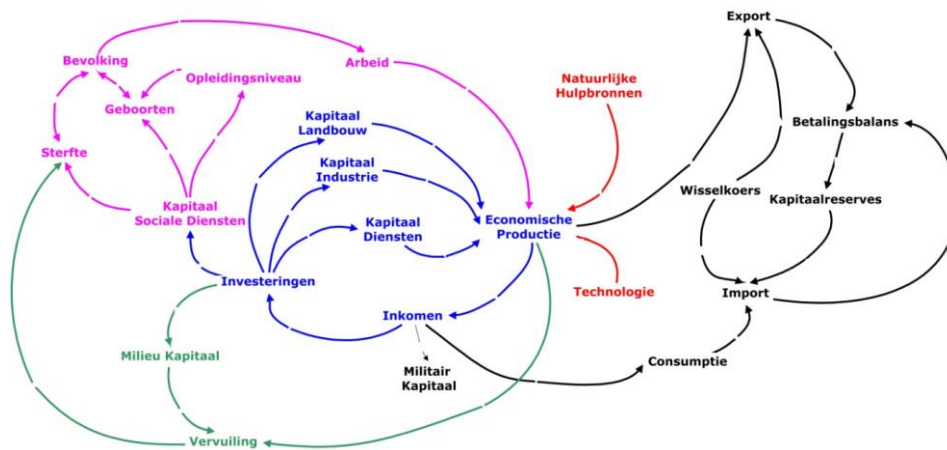 Export
Bevolking
Arbeid
Opleidingsniveau
Natuurlijke
Hulpbronnen
Geboorten
Kapitaal
Landbouw
Betalingsbalans
Sterfte
Kapitaal
Industrie
Wisselkoers
Kapitaalreserves
Kapitaal
Sociale Diensten
Kapitaal
Diensten
Economische
Productie
Investeringen
Technologie
Import
Inkomen
Milieu Kapitaal
Militair
Kapitaal
Consumptie
Vervuiling